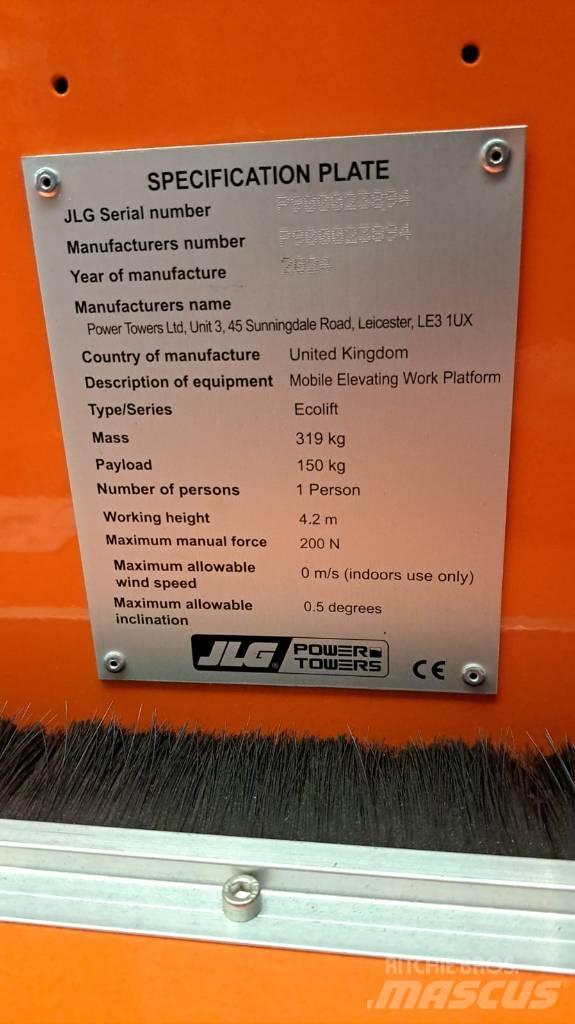 SPECIFICATION PLATE
JLG Serial number P900023894
Manufacturers number P900023894
Year of manufacture 2024
Manufacturers name
Power Towers Ltd, Unit 3, 45 Sunningdale Road, Leicester, LE3 1UX
Country of manufacture United Kingdom
Description of equipment Mobile Elevating Work Platform
Type/Series Ecolift
Mass 319 kg
Payload 150 kg
Number of persons 1 Person
Working height 4.2 m
Maximum manual force 200 N
Maximum allowable
wind speed 0 m/s (indoors use only)
Maximum allowable
inclination 0.5 degrees
JLG® POWER
TOWERS
CE
RITCHIE BROS.
MASCUS